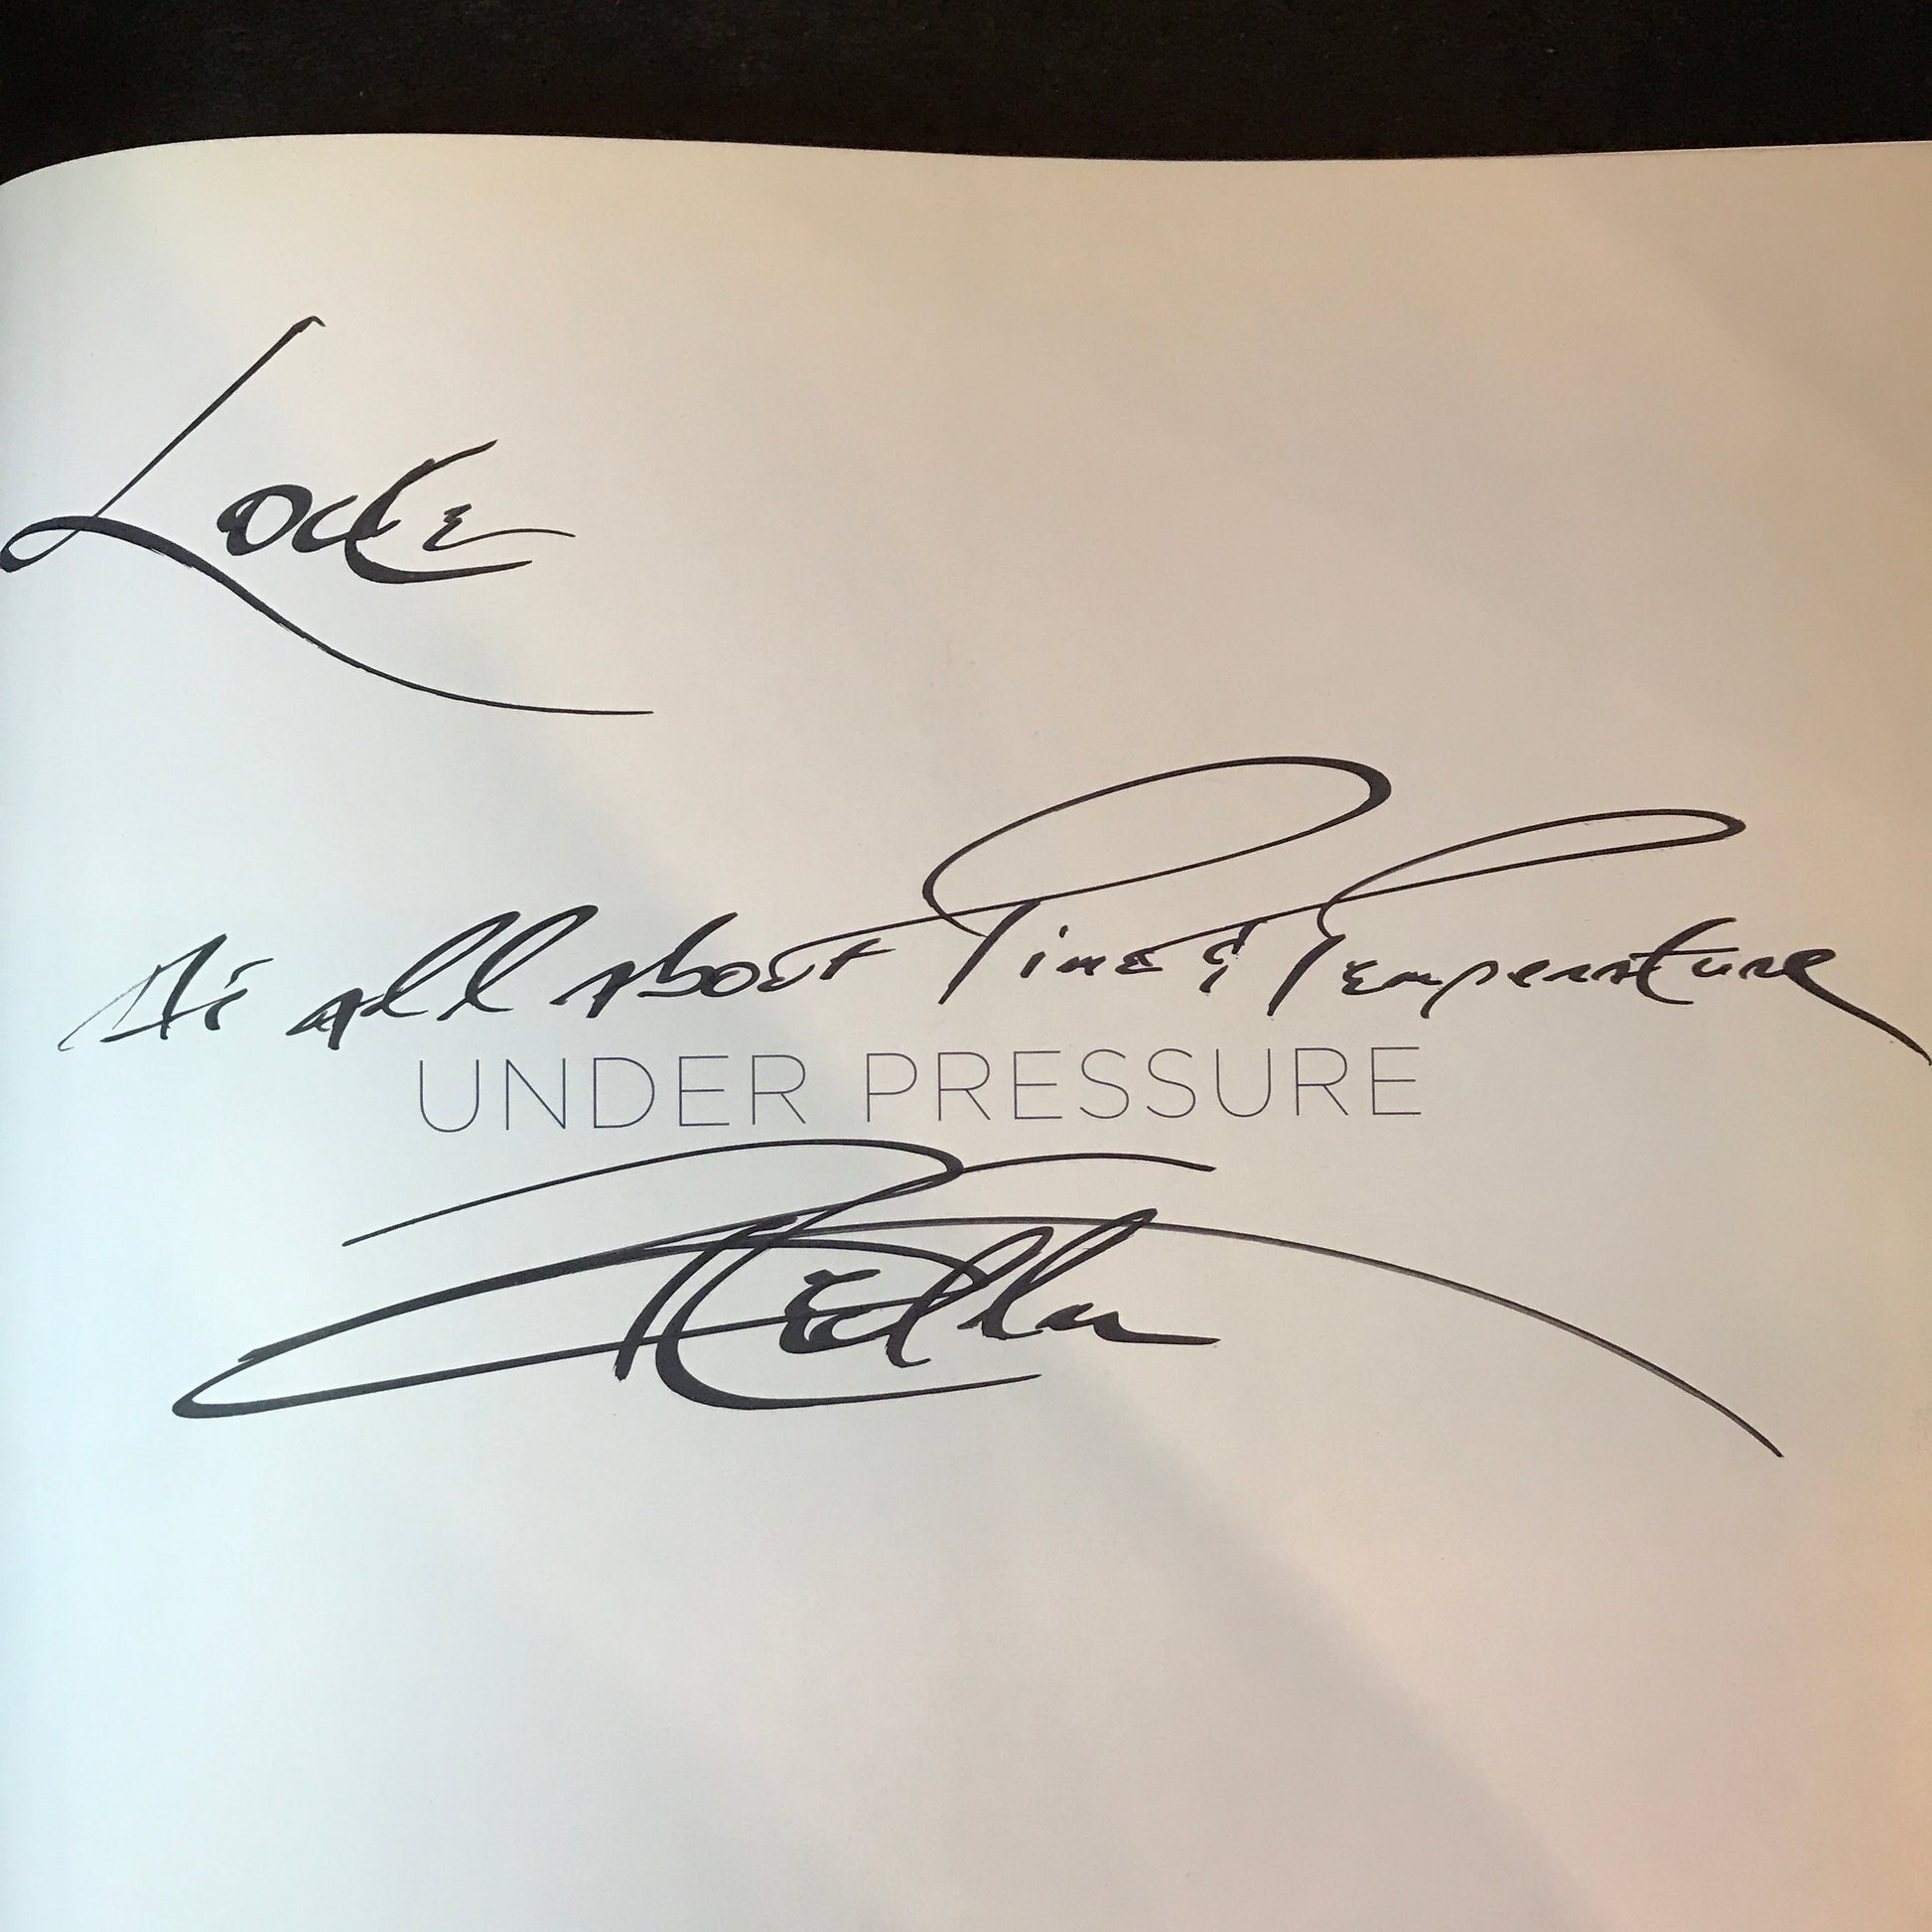 Locke
It's all about Time & Temperature
UNDER PRESSURE